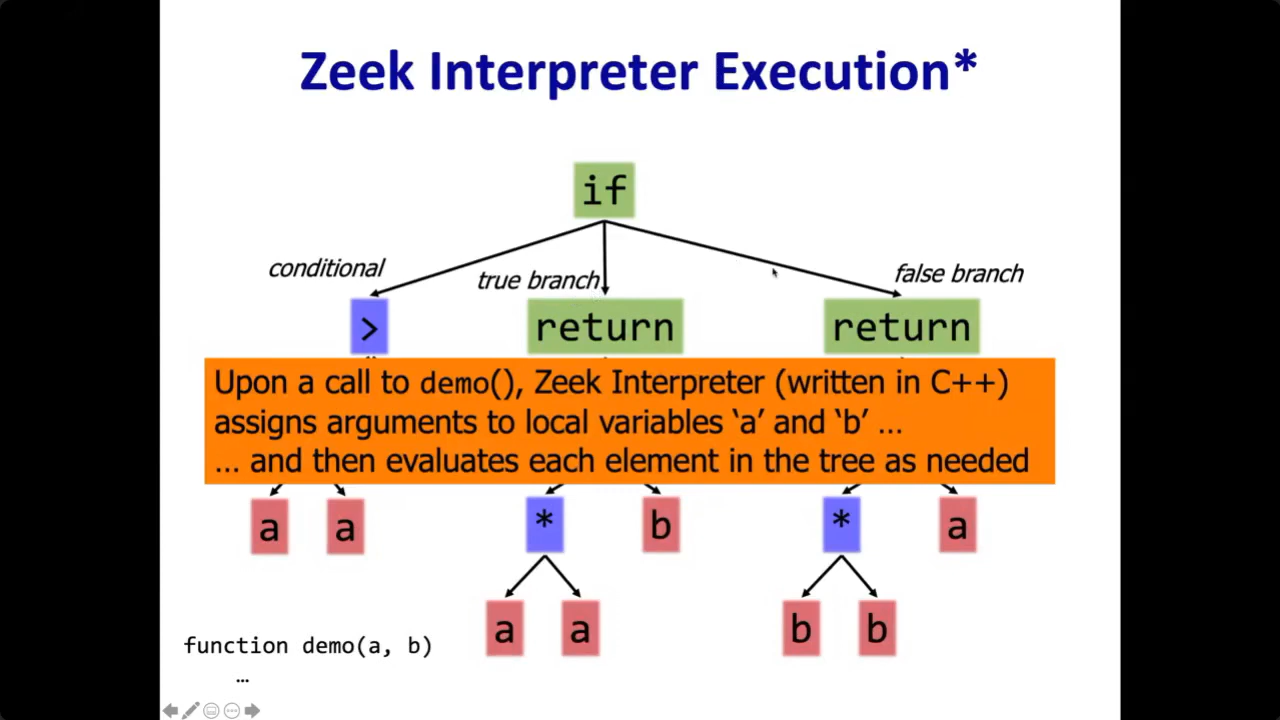 Zeek Interpreter Execution*
if
conditional
true branch
false branch
>
return
return
Upon a call to demo(), Zeek Interpreter (written in C++)
assigns arguments to local variables ‘a’ and ‘b’ ...
... and then evaluates each element in the tree as needed
a a * b * a
a a b b
function demo(a, b)
...